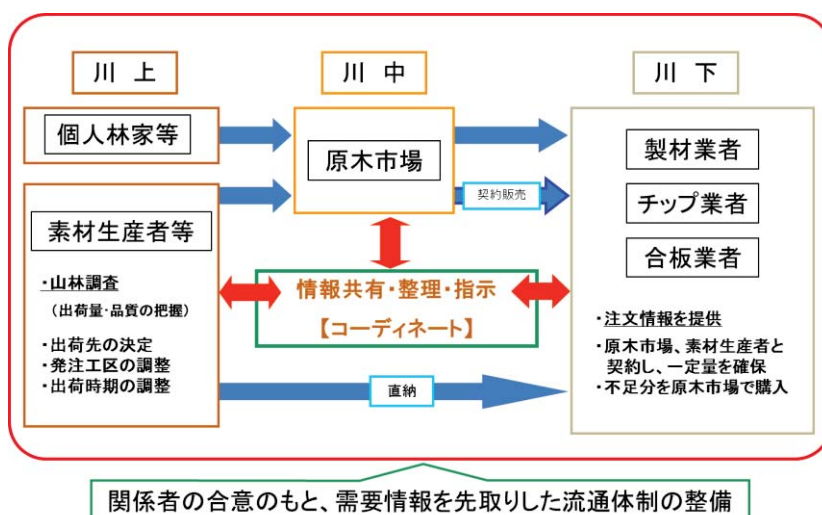 川 上
川 中
川 下
個人林家等
原木市場
契約販売
製材業者
チップ業者
合板業者
素材生産者等
・山林調査
（出荷量・品質の把握）
・出荷先の決定
・発注工区の調整
・出荷時期の調整
情報共有・整理・指示
【コーディネート】
・注文情報を提供
・原木市場、素材生産者と
契約し、一定量を確保
・不足分を原木市場で購入
直納
関係者の合意のもと、需要情報を先取りした流通体制の整備